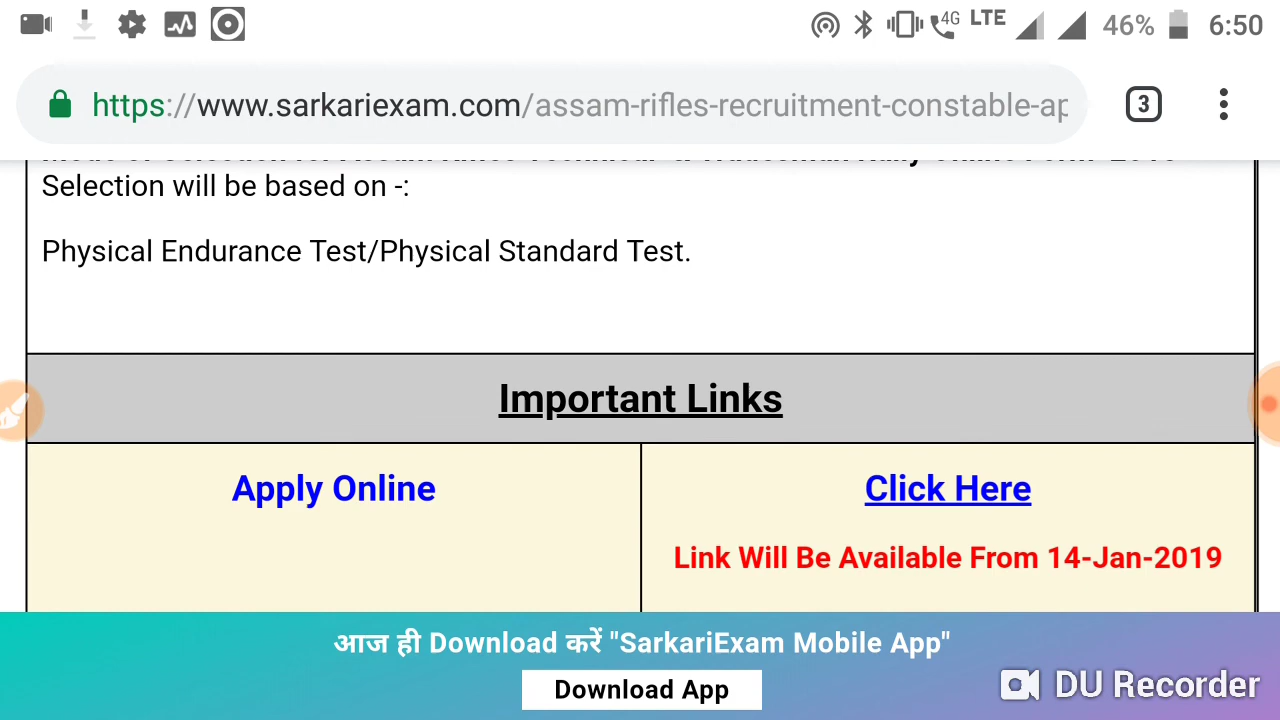 4G LTE 46% 6:50
https://www.sarkariexam.com/assam-rifles-recruitment-constable-ap
3
Selection will be based on -:
Physical Endurance Test/Physical Standard Test.
Important Links
Apply Online
Click Here
Link Will Be Available From 14-Jan-2019
आज ही Download करें "SarkariExam Mobile App"
Download App
DU Recorder